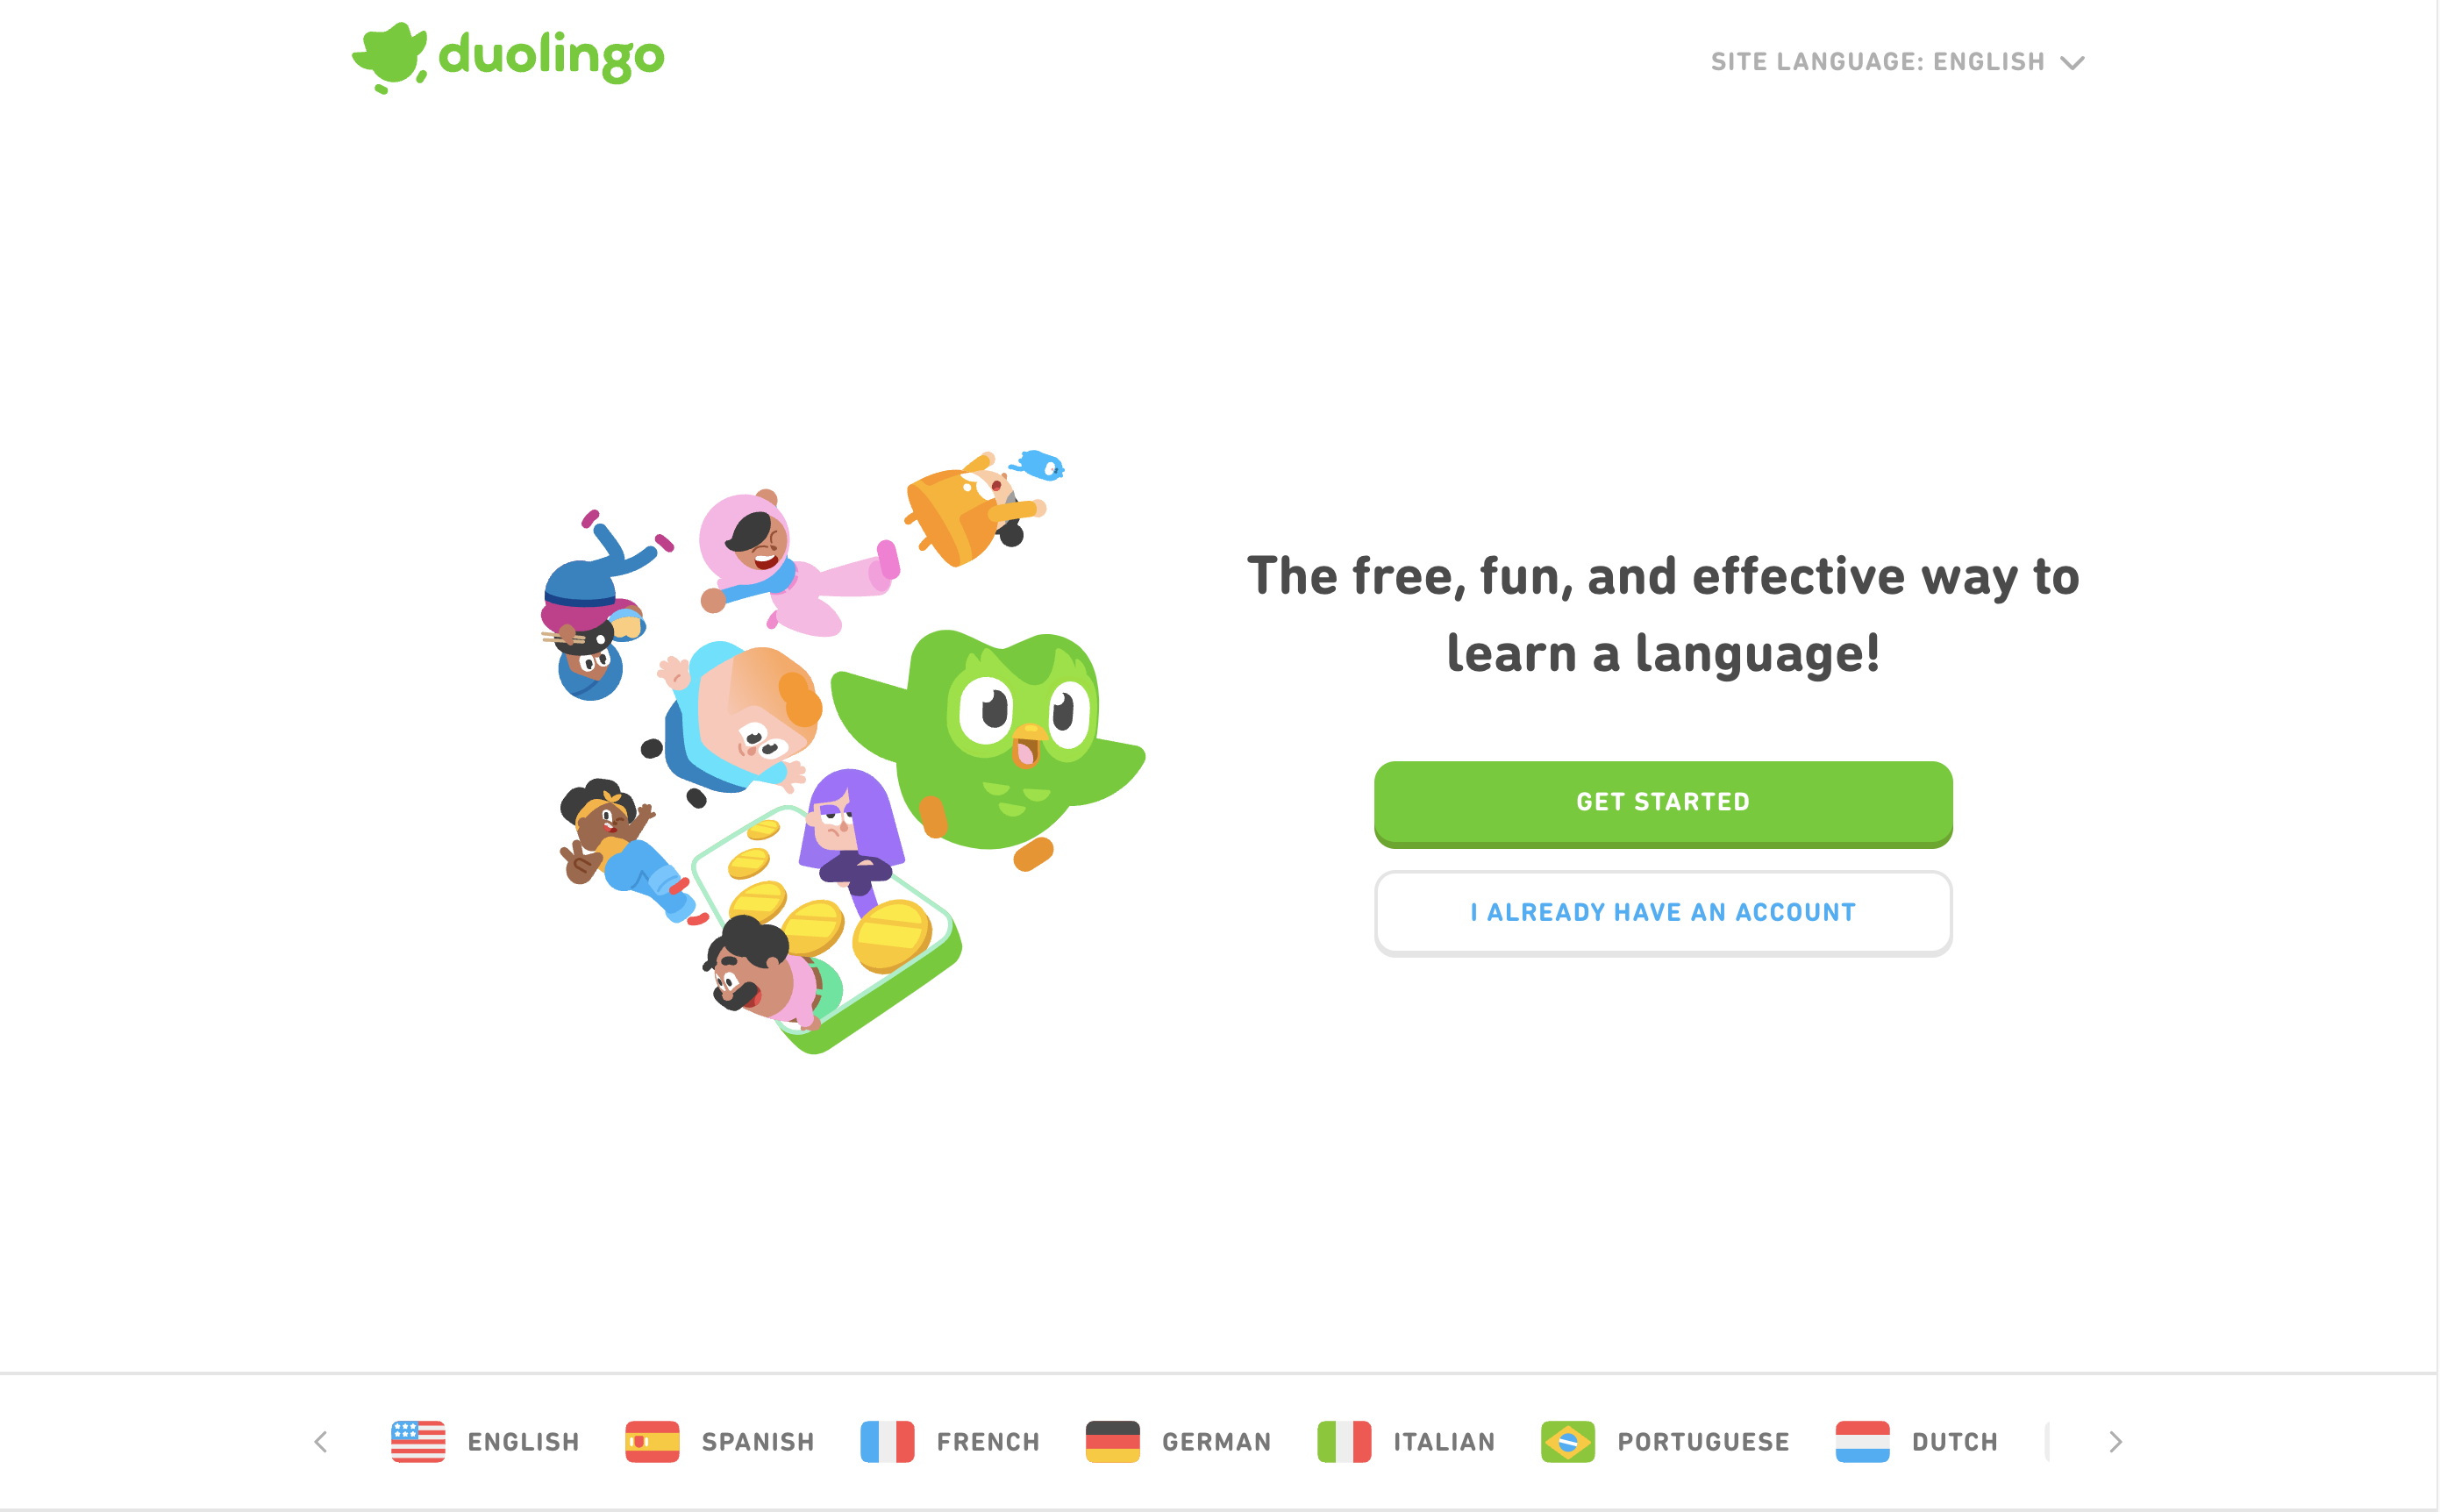 duolingo
SITE LANGUAGE: ENGLISH
The free, fun, and effective way to
learn a language!
GET STARTED
I ALREADY HAVE AN ACCOUNT
ENGLISH
SPANISH
FRENCH
GERMAN
ITALIAN
PORTUGUESE
DUTCH